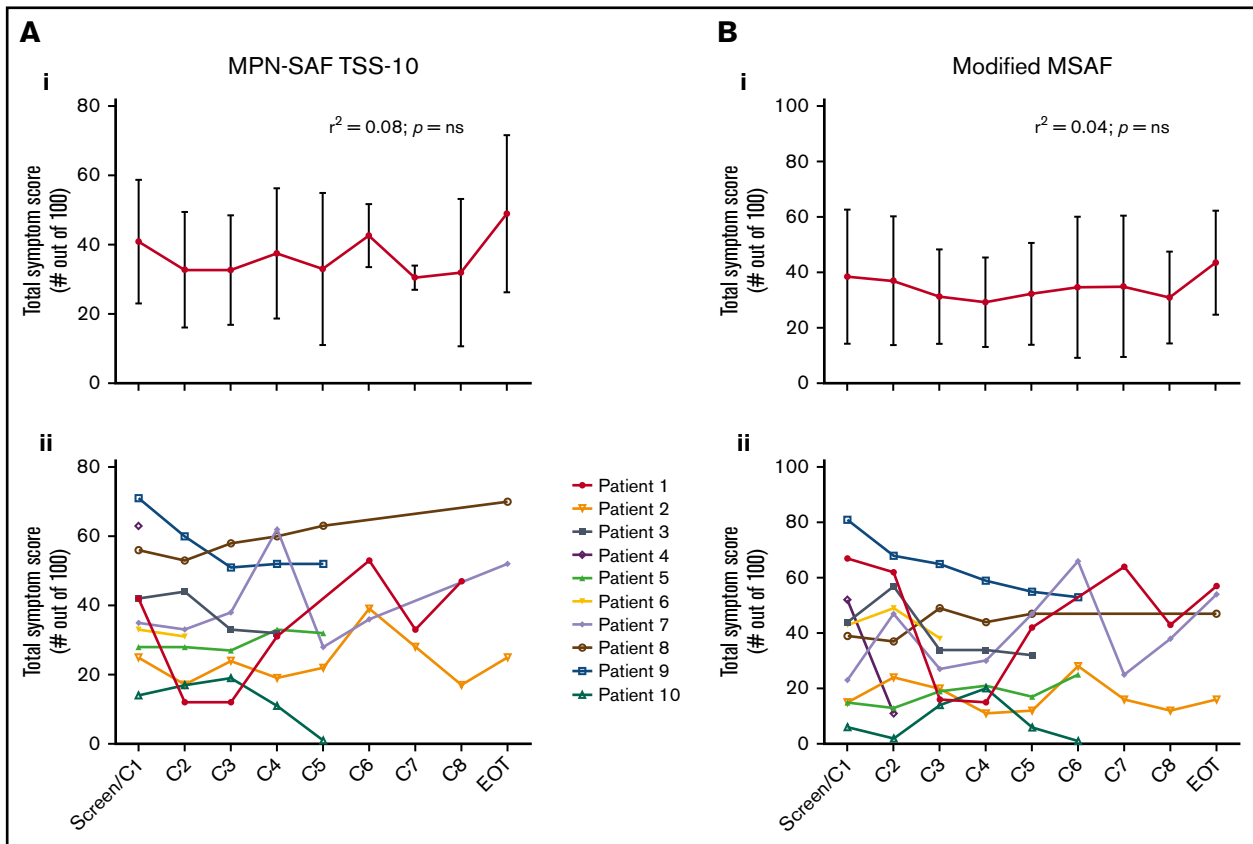 A
MPN-SAF TSS-10
i
80
60
40
20
0
Total symptom score
(# out of 100)
r² = 0.08; p = ns
ii
80
60
40
20
0
Total symptom score
(# out of 100)
Screen/C1
C2
C3
C4
C5
C6
C7
C8
EOT
Patient 1
Patient 2
Patient 3
Patient 4
Patient 5
Patient 6
Patient 7
Patient 8
Patient 9
Patient 10
B
Modified MSAF
i
100
80
60
40
20
0
Total symptom score
(# out of 100)
r² = 0.04; p = ns
ii
100
80
60
40
20
0
Total symptom score
(# out of 100)
Screen/C1
C2
C3
C4
C5
C6
C7
C8
EOT